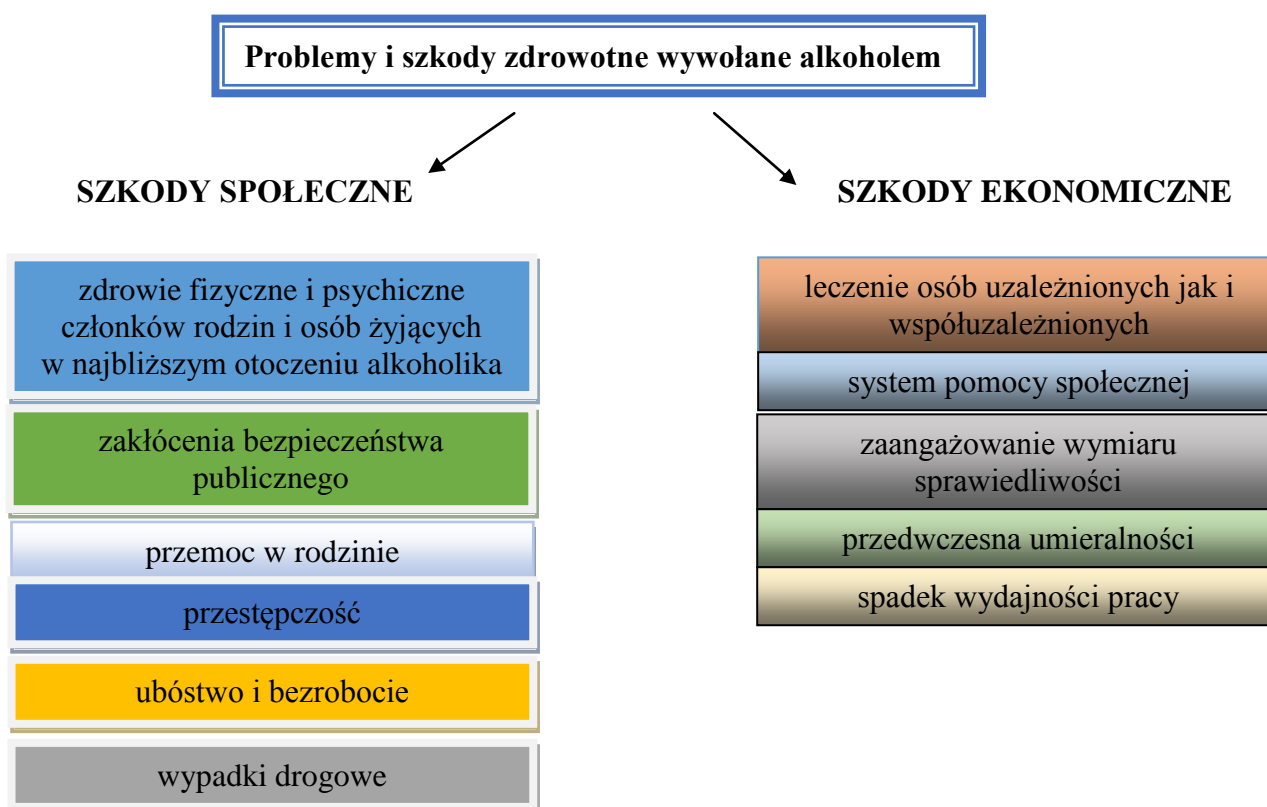 Problemy i szkody zdrowotne wywołane alkoholem
SZKODY SPOŁECZNE
zdrowie fizyczne i psychiczne
członków rodzin i osób żyjących
w najbliższym otoczeniu alkoholika
zakłócenia bezpieczeństwa
publicznego
przemoc w rodzinie
przestępczość
ubóstwo i bezrobocie
wypadki drogowe
SZKODY EKONOMICZNE
leczenie osób uzależnionych jak i
współuzależnionych
system pomocy społecznej
zaangażowanie wymiaru
sprawiedliwości
przedwczesna umieralności
spadek wydajności pracy